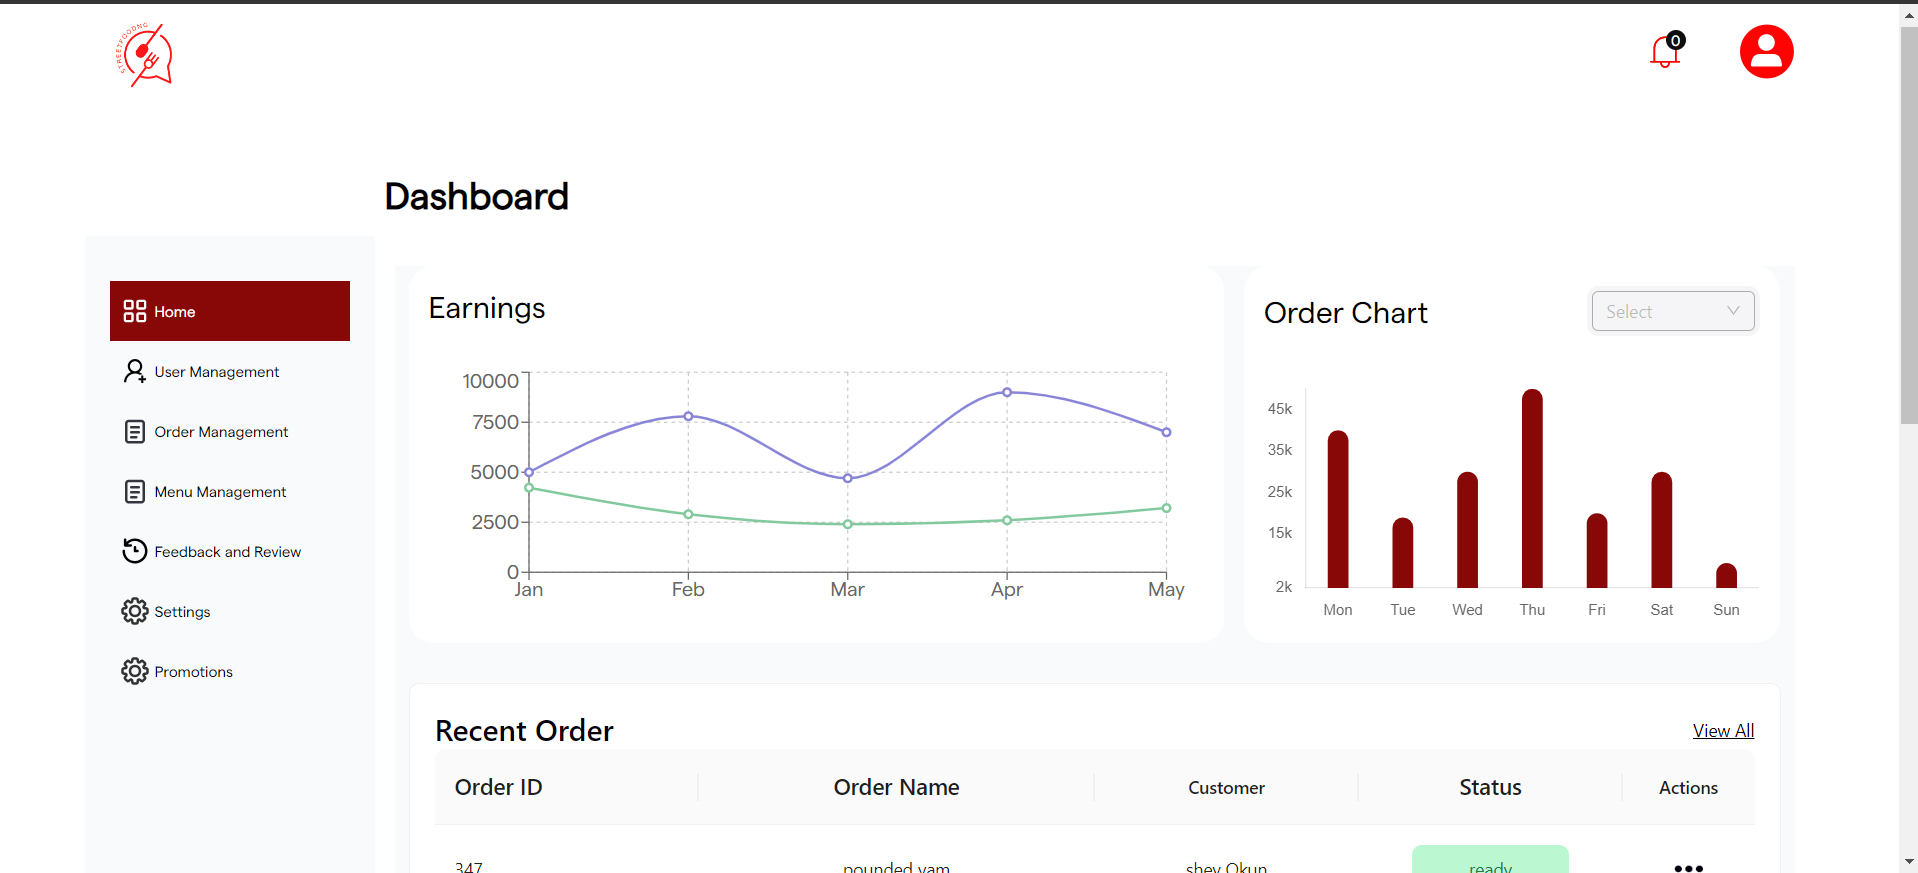 STREETFOODNG
0
Dashboard
Home
User Management
Order Management
Menu Management
Feedback and Review
Settings
Promotions
Earnings
10000
7500
5000
2500
0
Jan Feb Mar Apr May
Order Chart
Select
45k
35k
25k
15k
2k
Mon Tue Wed Thu Fri Sat Sun
Recent Order
View All
Order ID Order Name Customer Status Actions
347 pounded yam shey Okun ready